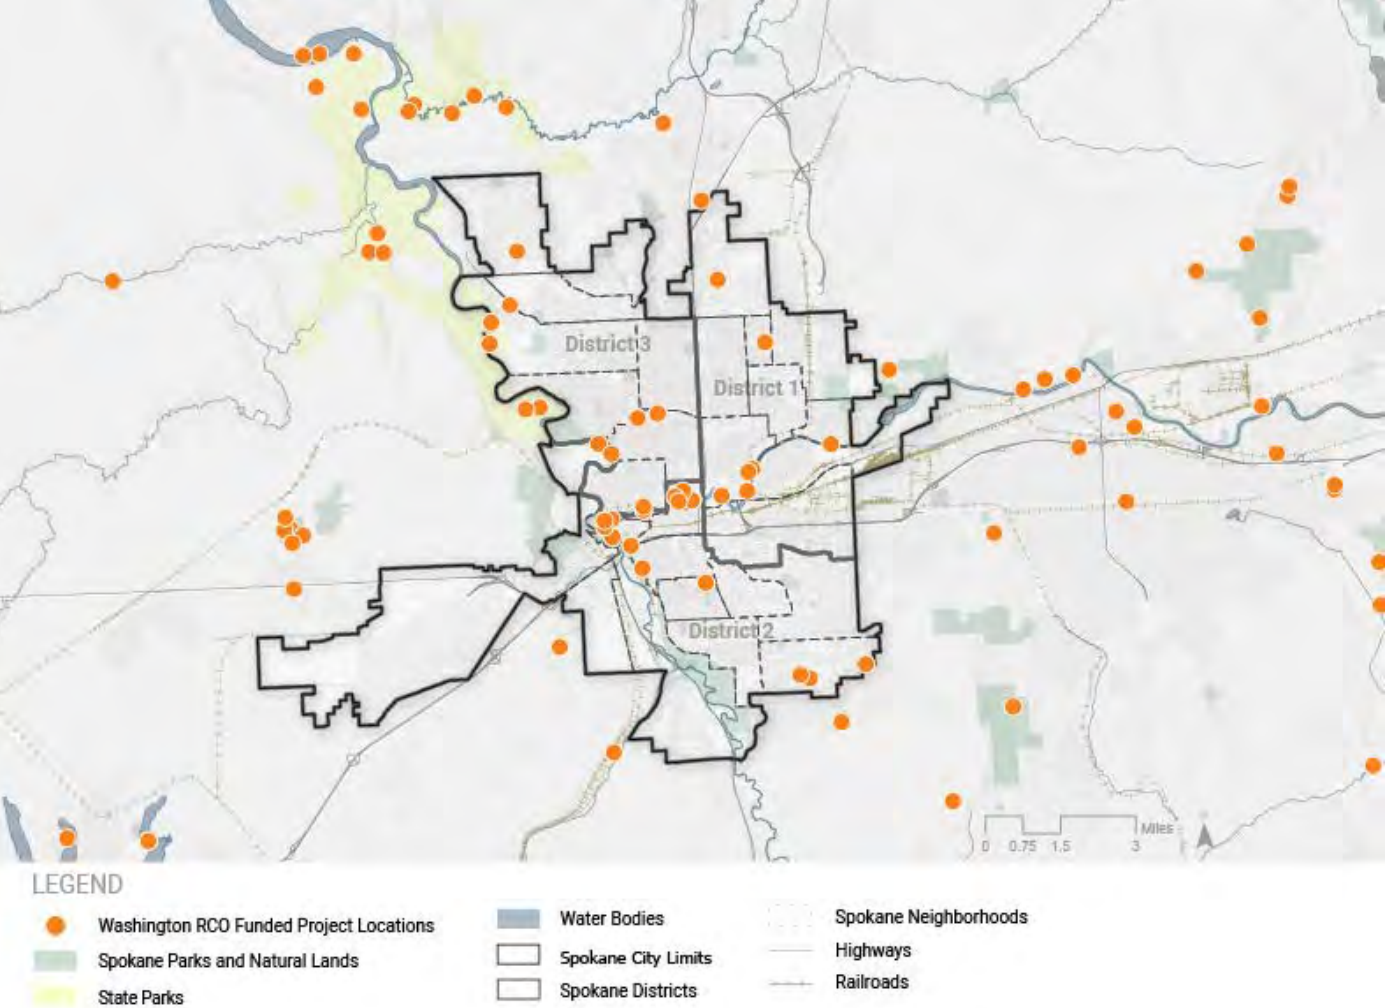 District 3
District 1
District 2
Miles
0 0.75 1.5 3
LEGEND
Washington RCO Funded Project Locations
Spokane Parks and Natural Lands
State Parks
Water Bodies
Spokane City Limits
Spokane Districts
Spokane Neighborhoods
Highways
Railroads